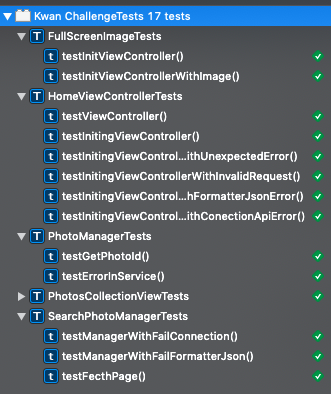 Kwan ChallengeTests 17 tests
T FullScreenImageTests
t testInitViewController()
t testInitViewControllerWithImage()
T HomeViewControllerTests
t testViewController()
t testInitingViewController()
t testInitingViewControl...ithUnexpectedError()
t testInitingViewControllerWithInvalidRequest()
t testInitingViewControl...hFormatterJsonError()
t testInitingViewControl...ithConectionApiError()
T PhotoManagerTests
t testGetPhotoId()
t testErrorInService()
T PhotosCollectionViewTests
T SearchPhotoManagerTests
t testManagerWithFailConnection()
t testManagerWithFailFormatterJson()
t testFecthPage()